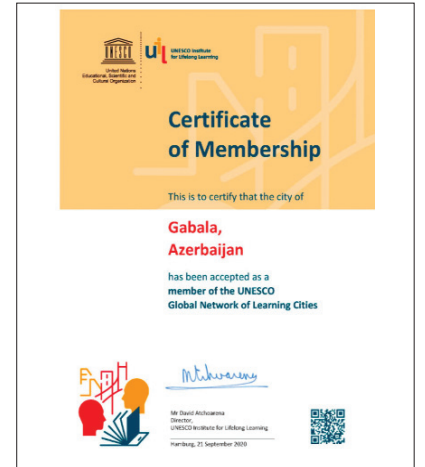 United Nations
Educational, Scientific and
Cultural Organization
uil
UNESCO Institute
for Lifelong Learning
Certificate
of Membership
This is to certify that the city of
Gabala,
Azerbaijan
has been accepted as a
member of the UNESCO
Global Network of Learning Cities
Mr David Atchoarena
Director,
UNESCO Institute for Lifelong Learning
Hamburg, 21 September 2020